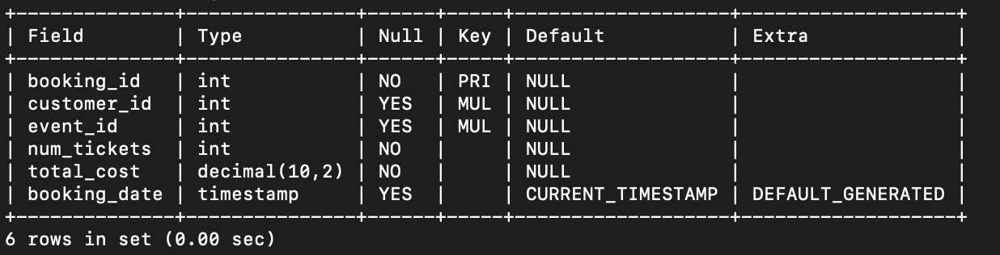 +--------------+---------------+------+-----+-------------------+-------------------+
| Field        | Type          | Null | Key | Default           | Extra             |
+--------------+---------------+------+-----+-------------------+-------------------+
| booking_id   | int           | NO   | PRI | NULL              |                   |
| customer_id  | int           | YES  | MUL | NULL              |                   |
| event_id     | int           | YES  | MUL | NULL              |                   |
| num_tickets  | int           | NO   |     | NULL              |                   |
| total_cost   | decimal(10,2) | NO   |     | NULL              |                   |
| booking_date | timestamp     | YES  |     | CURRENT_TIMESTAMP | DEFAULT_GENERATED |
+--------------+---------------+------+-----+-------------------+-------------------+
6 rows in set (0.00 sec)